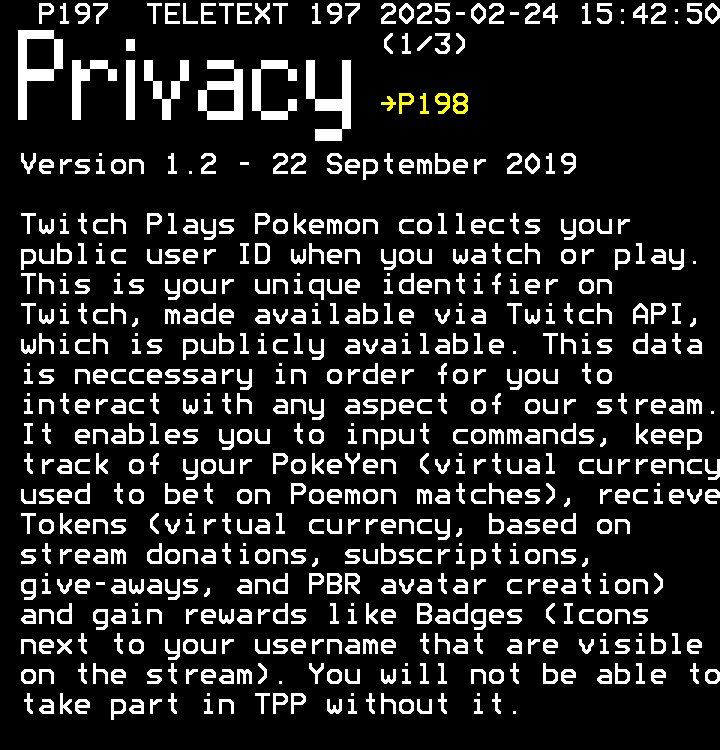 P197  TELETEXT 197 2025-02-24 15:42:50
Privacy (1/3)
→P198
Version 1.2 - 22 September 2019
Twitch Plays Pokemon collects your
public user ID when you watch or play.
This is your unique identifier on
Twitch, made available via Twitch API,
which is publicly available. This data
is neccessary in order for you to
interact with any aspect of our stream.
It enables you to input commands, keep
track of your PokeYen (virtual currency
used to bet on Poemon matches), recieve
Tokens (virtual currency, based on
stream donations, subscriptions,
give-aways, and PBR avatar creation)
and gain rewards like Badges (Icons
next to your username that are visible
on the stream). You will not be able to
take part in TPP without it.